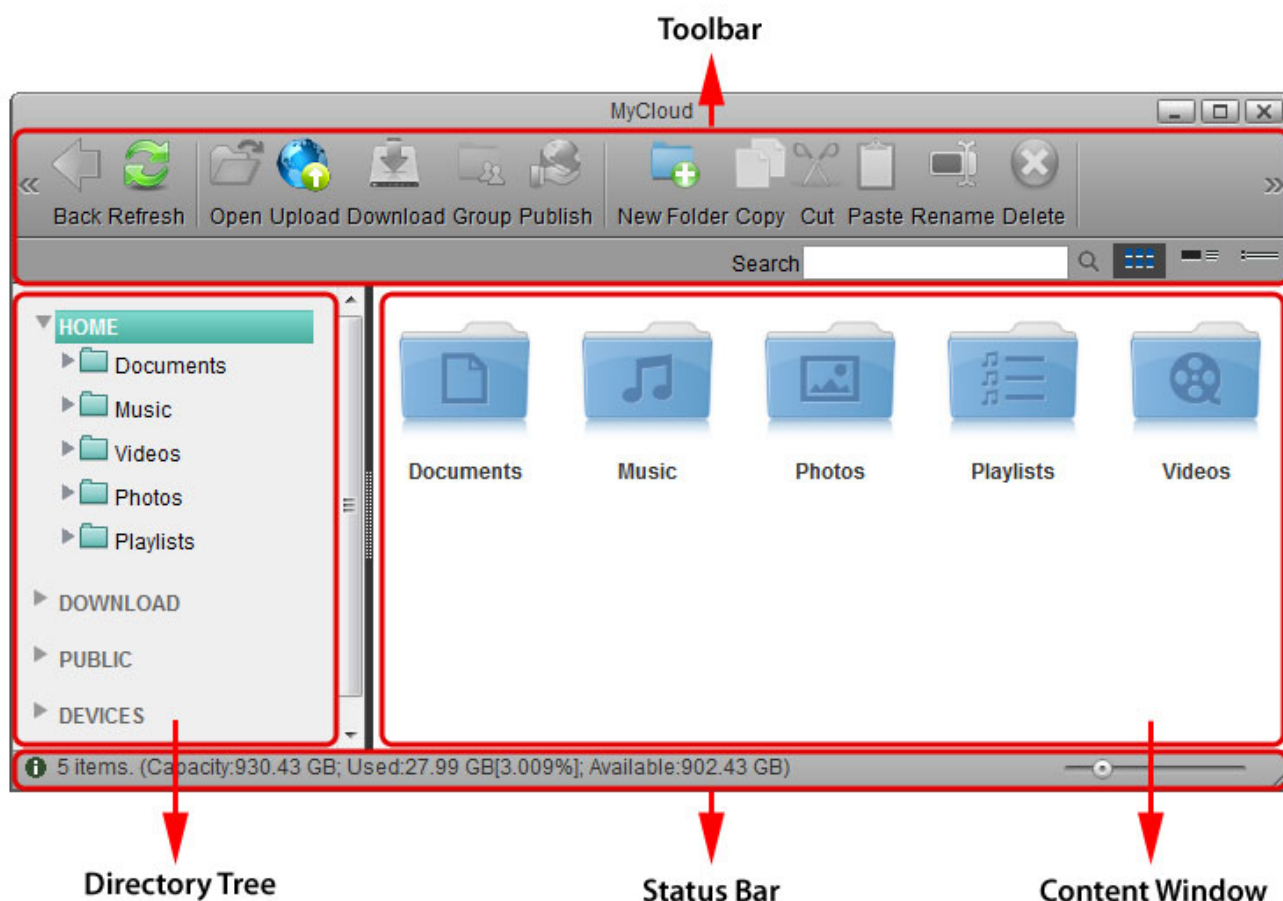 Toolbar
MyCloud
Back Refresh Open Upload Download Group Publish New Folder Copy Cut Paste Rename Delete
Search
HOME
Documents
Music
Videos
Photos
Playlists
DOWNLOAD
PUBLIC
DEVICES
Documents Music Photos Playlists Videos
5 items. (Capacity:930.43 GB; Used:27.99 GB[3.009%]; Available:902.43 GB)
Directory Tree Status Bar Content Window